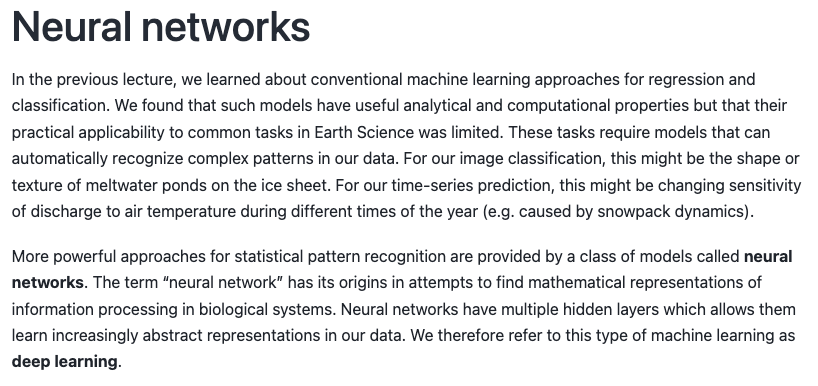 Neural networks
In the previous lecture, we learned about conventional machine learning approaches for regression and
classification. We found that such models have useful analytical and computational properties but that their
practical applicability to common tasks in Earth Science was limited. These tasks require models that can
automatically recognize complex patterns in our data. For our image classification, this might be the shape or
texture of meltwater ponds on the ice sheet. For our time-series prediction, this might be changing sensitivity
of discharge to air temperature during different times of the year (e.g. caused by snowpack dynamics).
More powerful approaches for statistical pattern recognition are provided by a class of models called neural
networks. The term “neural network” has its origins in attempts to find mathematical representations of
information processing in biological systems. Neural networks have multiple hidden layers which allows them
learn increasingly abstract representations in our data. We therefore refer to this type of machine learning as
deep learning.